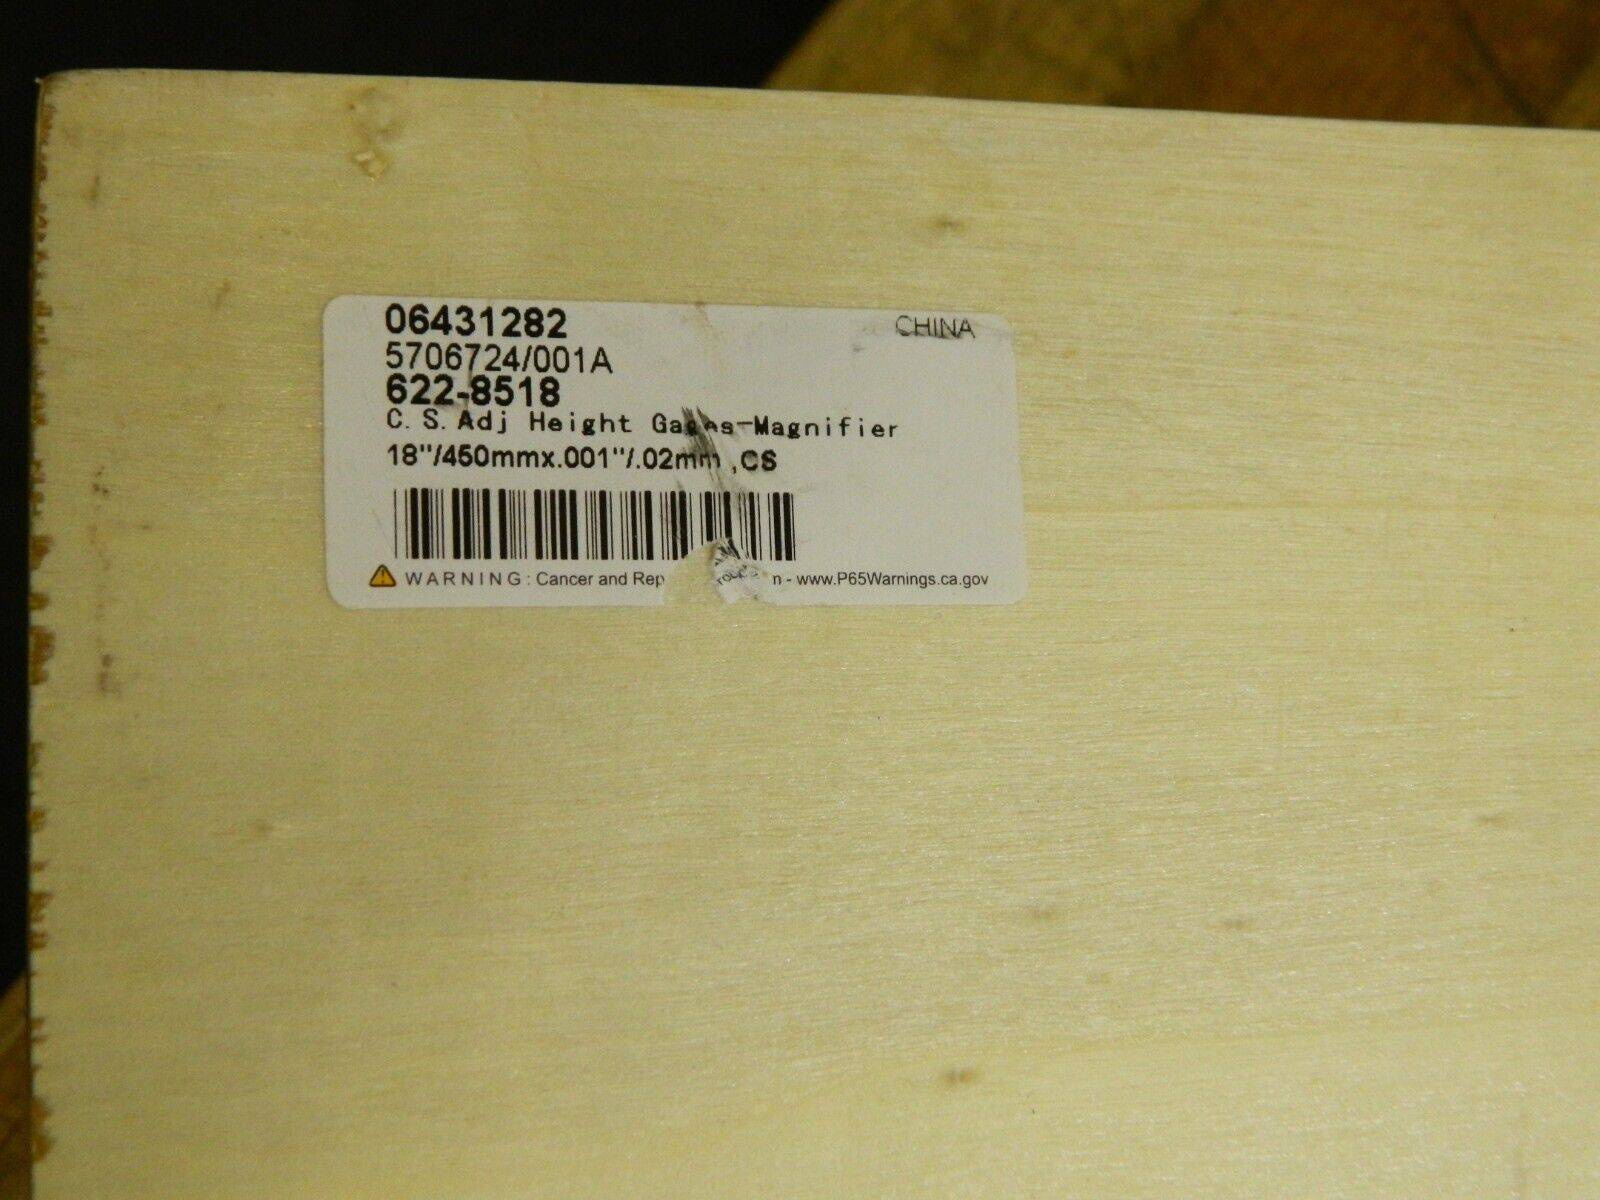 06431282
CHINA
5706724/001A
622-8518
C.S.Adj Height Gages-Magnifier
18"/450mmx.001"/.02mm ,CS
WARNING: Cancer and Rep n - www.P65Warnings.ca.gov